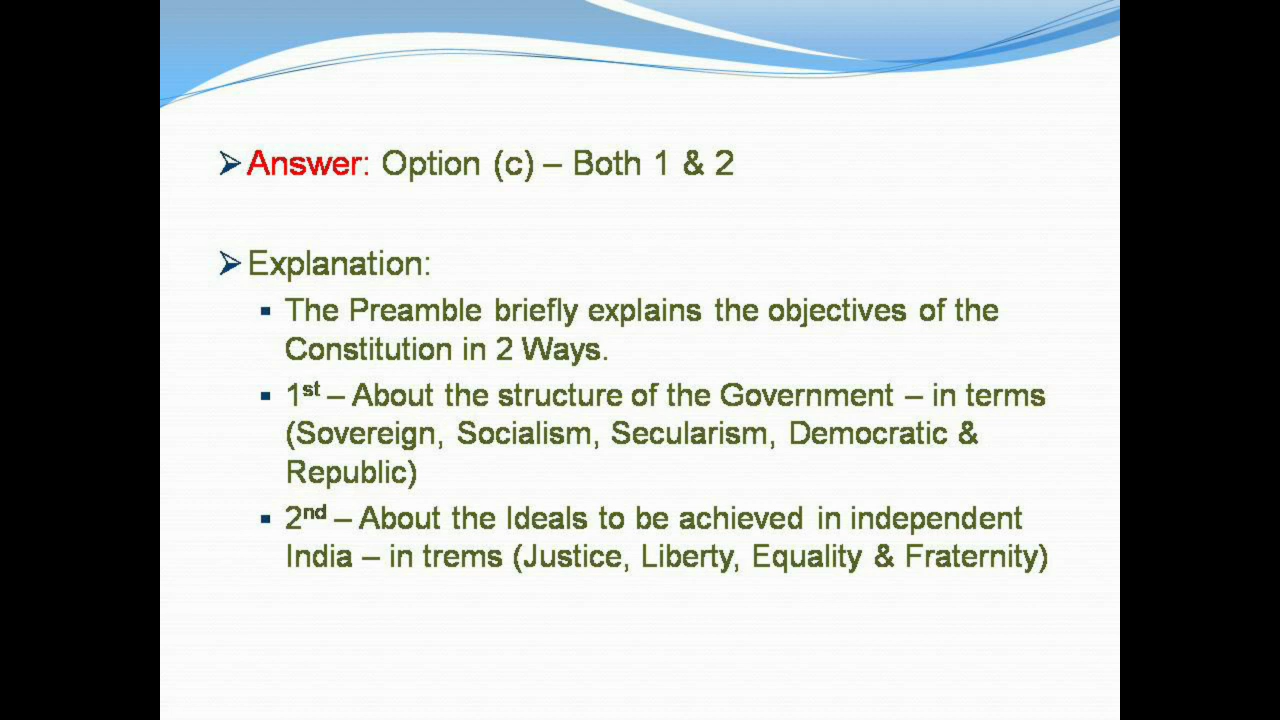 Answer: Option (c) – Both 1 & 2
Explanation:
The Preamble briefly explains the objectives of the
Constitution in 2 Ways.
1st – About the structure of the Government – in terms
(Sovereign, Socialism, Secularism, Democratic &
Republic)
2nd – About the Ideals to be achieved in independent
India – in trems (Justice, Liberty, Equality & Fraternity)